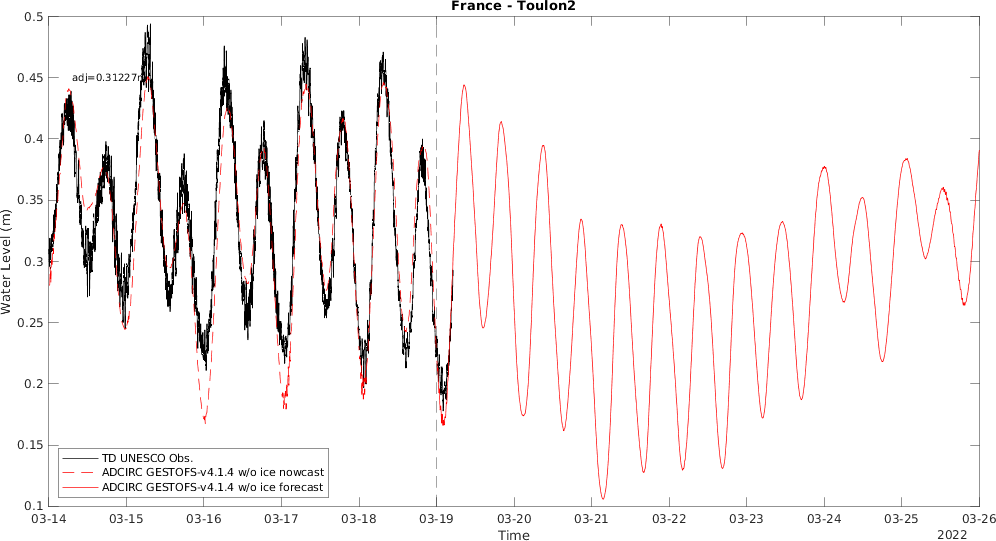 France - Toulon2
0.5
0.45
0.4
0.35
0.3
0.25
0.2
0.15
0.1
Water Level (m)
adj=0.31227m
TD UNESCO Obs.
ADCIRC GESTOFS-v4.1.4 w/o ice nowcast
ADCIRC GESTOFS-v4.1.4 w/o ice forecast
03-14 03-15 03-16 03-17 03-18 03-19 03-20 03-21 03-22 03-23 03-24 03-25 03-26
Time
2022